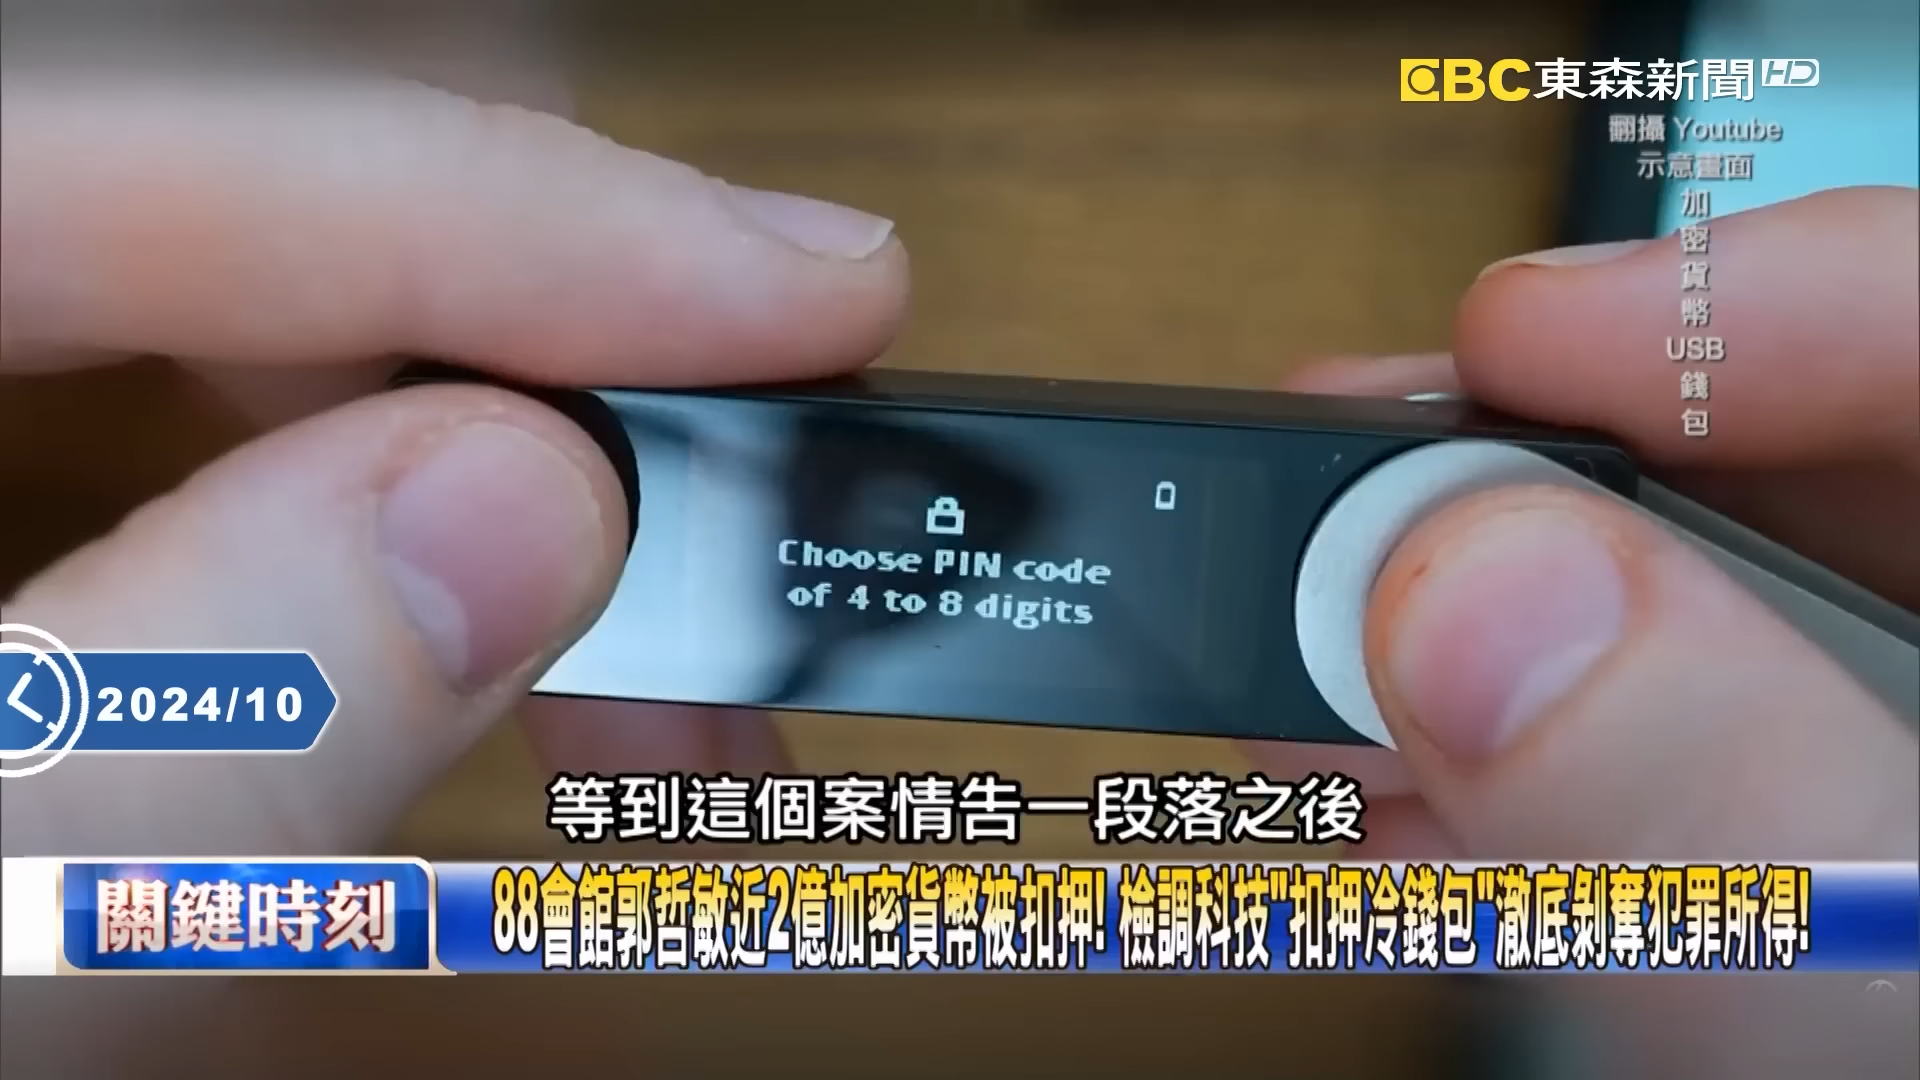 EBC東森新聞HD
翻攝 Youtube
示意畫面
加密貨幣USB錢包
Choose PIN code
of 4 to 8 digits
2024/10
等到這個案情告一段落之後
關鍵時刻
88會館郭哲敏近2億加密貨幣被扣押! 檢調科技"扣押冷錢包"澈底剝奪犯罪所得!